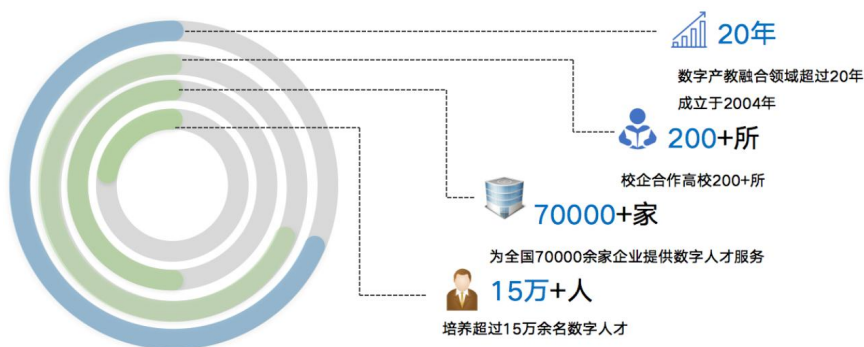 20年
数字产教融合领域超过20年
成立于2004年
200+所
校企合作高校200+所
70000+家
为全国70000余家企业提供数字人才服务
15万+人
培养超过15万余名数字人才